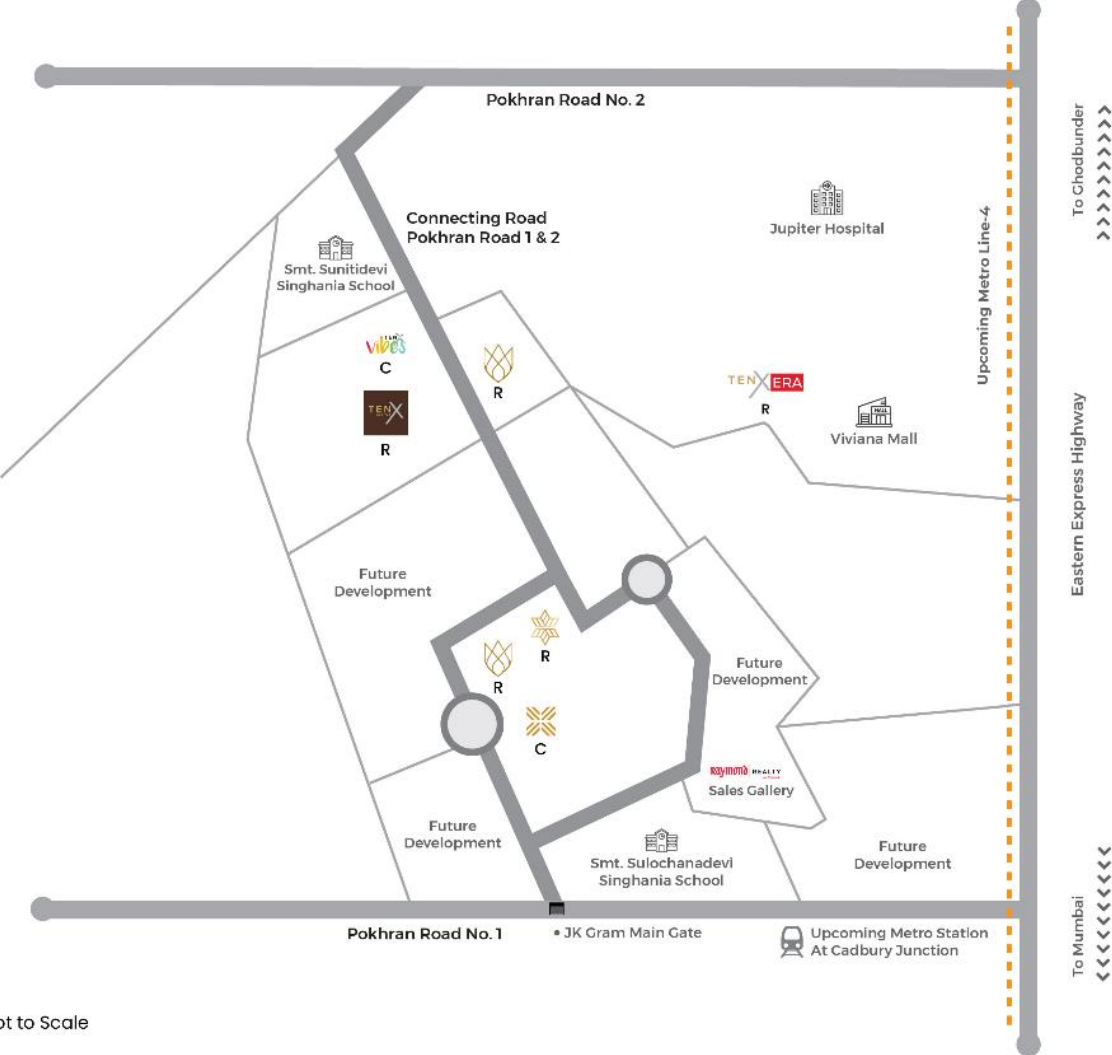 Pokhran Road No. 2
To Ghodbunder
Connecting Road
Pokhran Road 1 & 2
Jupiter Hospital
Upcoming Metro Line-4
Smt. Sunitidevi
Singhania School
TEN X
Vibes
C
R
TEN X ERA
R
TEN X
R
MALL
Viviana Mall
Eastern Express Highway
Future
Development
R
R
C
Future
Development
Raymond REALTY
Sales Gallery
Future
Development
Smt. Sulochanadevi
Singhania School
Future
Development
Pokhran Road No. 1
• JK Gram Main Gate
Upcoming Metro Station
At Cadbury Junction
To Mumbai
to Scale